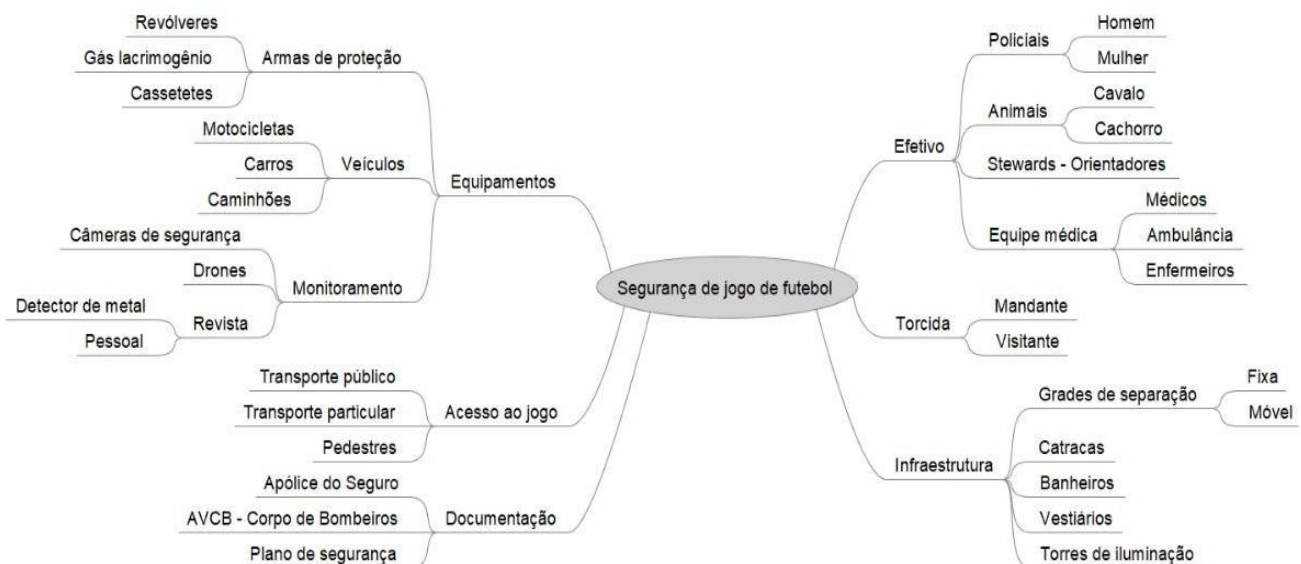 Revólveres
Gás lacrimogênio
Cassetetes
Armas de proteção
Motocicletas
Carros
Caminhões
Veículos
Câmeras de segurança
Drones
Detector de metal
Pessoal
Revista
Monitoramento
Equipamentos
Transporte público
Transporte particular
Pedestres
Acesso ao jogo
Apólice do Seguro
AVCB - Corpo de Bombeiros
Plano de segurança
Documentação
Segurança de jogo de futebol
Efetivo
Policiais
Homem
Mulher
Animais
Cavalo
Cachorro
Stewards - Orientadores
Equipe médica
Médicos
Ambulância
Enfermeiros
Torcida
Mandante
Visitante
Infraestrutura
Grades de separação
Fixa
Móvel
Catracas
Banheiros
Vestiários
Torres de iluminação